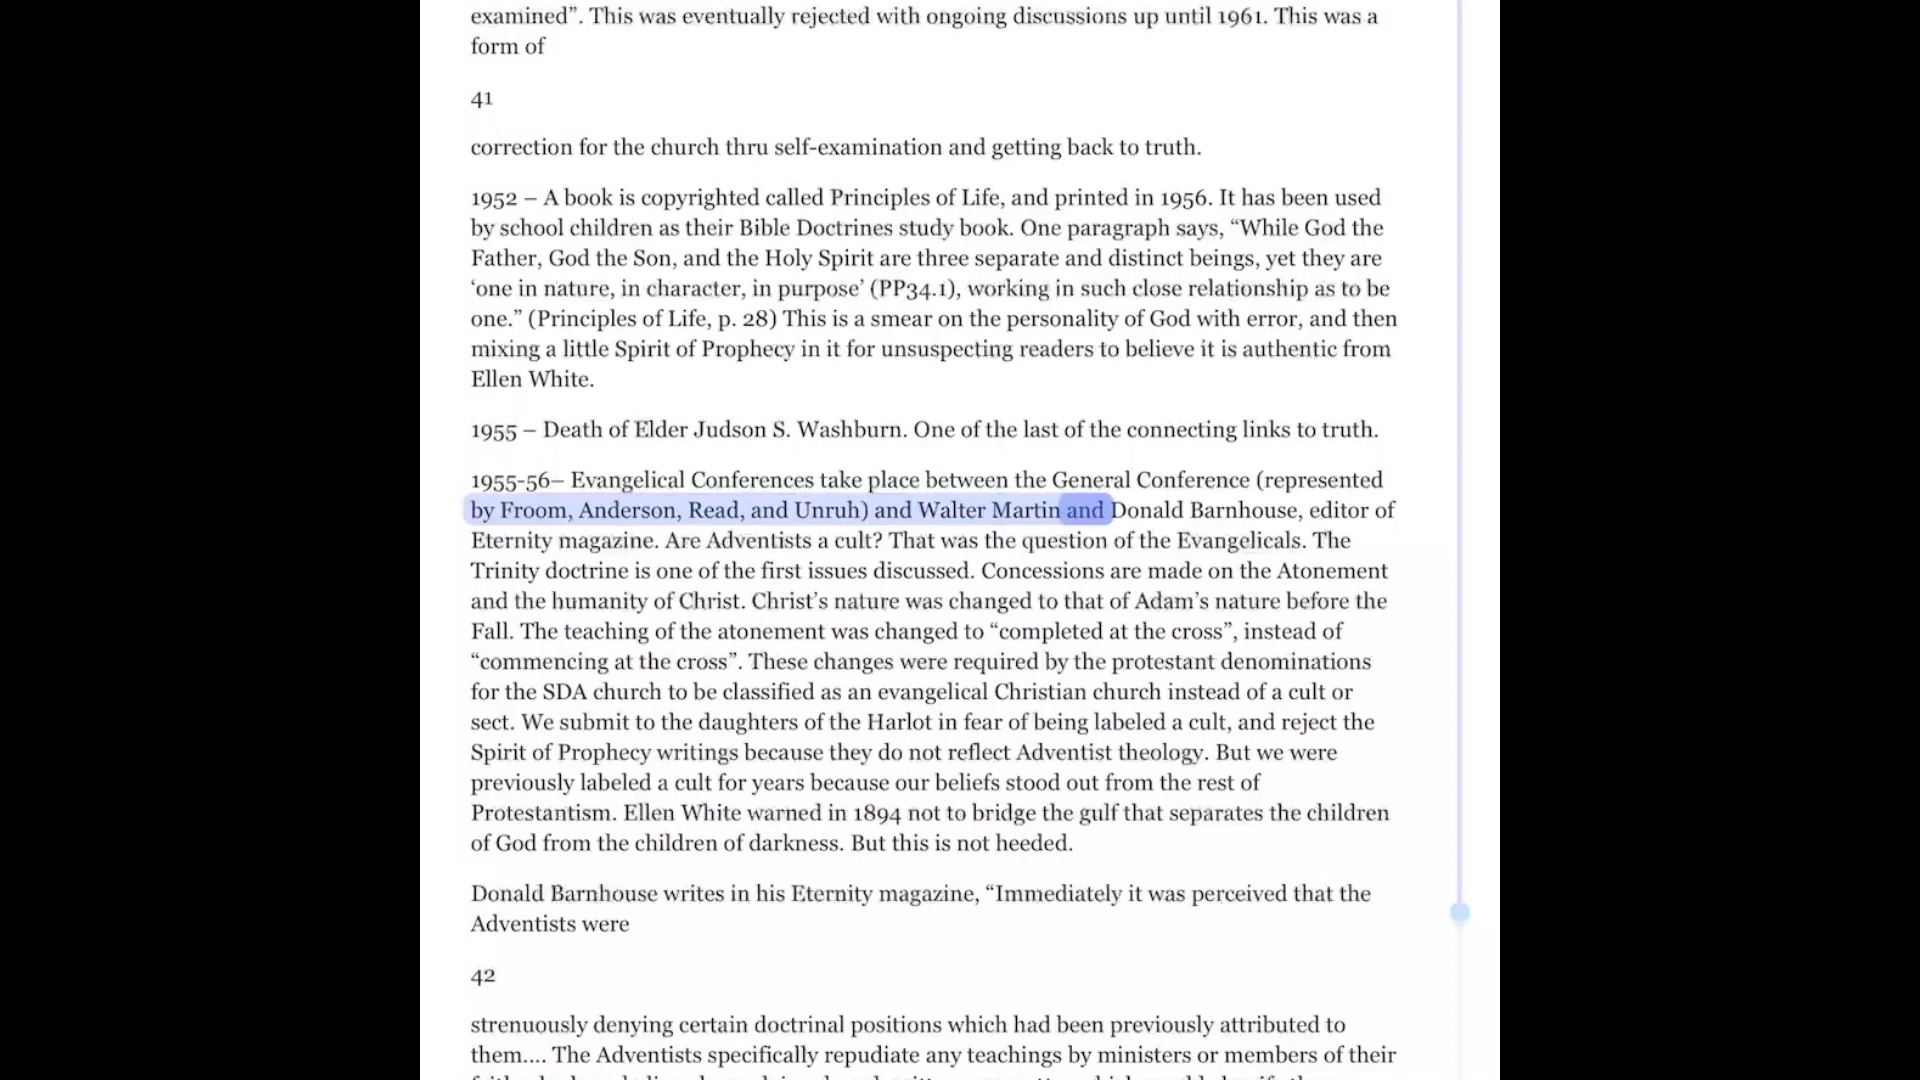 examined”. This was eventually rejected with ongoing discussions up until 1961. This was a
form of
41
correction for the church thru self-examination and getting back to truth.
1952 – A book is copyrighted called Principles of Life, and printed in 1956. It has been used
by school children as their Bible Doctrines study book. One paragraph says, “While God the
Father, God the Son, and the Holy Spirit are three separate and distinct beings, yet they are
‘one in nature, in character, in purpose’ (PP34.1), working in such close relationship as to be
one.” (Principles of Life, p. 28) This is a smear on the personality of God with error, and then
mixing a little Spirit of Prophecy in it for unsuspecting readers to believe it is authentic from
Ellen White.
1955 – Death of Elder Judson S. Washburn. One of the last of the connecting links to truth.
1955-56– Evangelical Conferences take place between the General Conference (represented
by Froom, Anderson, Read, and Unruh) and Walter Martin and Donald Barnhouse, editor of
Eternity magazine. Are Adventists a cult? That was the question of the Evangelicals. The
Trinity doctrine is one of the first issues discussed. Concessions are made on the Atonement
and the humanity of Christ. Christ’s nature was changed to that of Adam’s nature before the
Fall. The teaching of the atonement was changed to “completed at the cross”, instead of
“commencing at the cross”. These changes were required by the protestant denominations
for the SDA church to be classified as an evangelical Christian church instead of a cult or
sect. We submit to the daughters of the Harlot in fear of being labeled a cult, and reject the
Spirit of Prophecy writings because they do not reflect Adventist theology. But we were
previously labeled a cult for years because our beliefs stood out from the rest of
Protestantism. Ellen White warned in 1894 not to bridge the gulf that separates the children
of God from the children of darkness. But this is not heeded.
Donald Barnhouse writes in his Eternity magazine, “Immediately it was perceived that the
Adventists were
42
strenuously denying certain doctrinal positions which had been previously attributed to
them.... The Adventists specifically repudiate any teachings by ministers or members of their